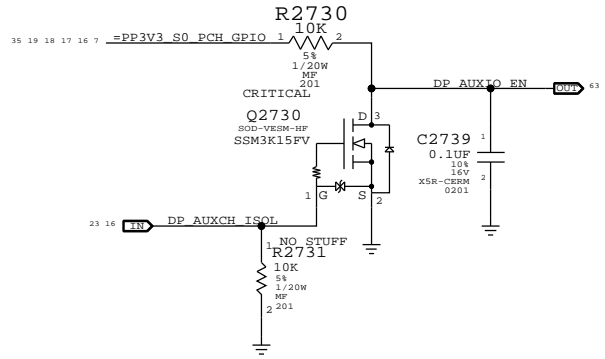 R2730
10K
35 19 18 17 16 7
=PP3V3_S0_PCH_GPIO
1
2
5%
1/20W
MF
201
CRITICAL
DP_AUXIO_EN
OUT
63
Q2730
SOD-VESM-HF
SSM3K15FV
D
3
1
G
S
2
C2739
0.1UF
10%
16V
X5R-CERM
0201
1
2
23 16
IN
DP_AUXCH_ISOL
1
NO STUFF
R2731
10K
5%
1/20W
MF
201
2